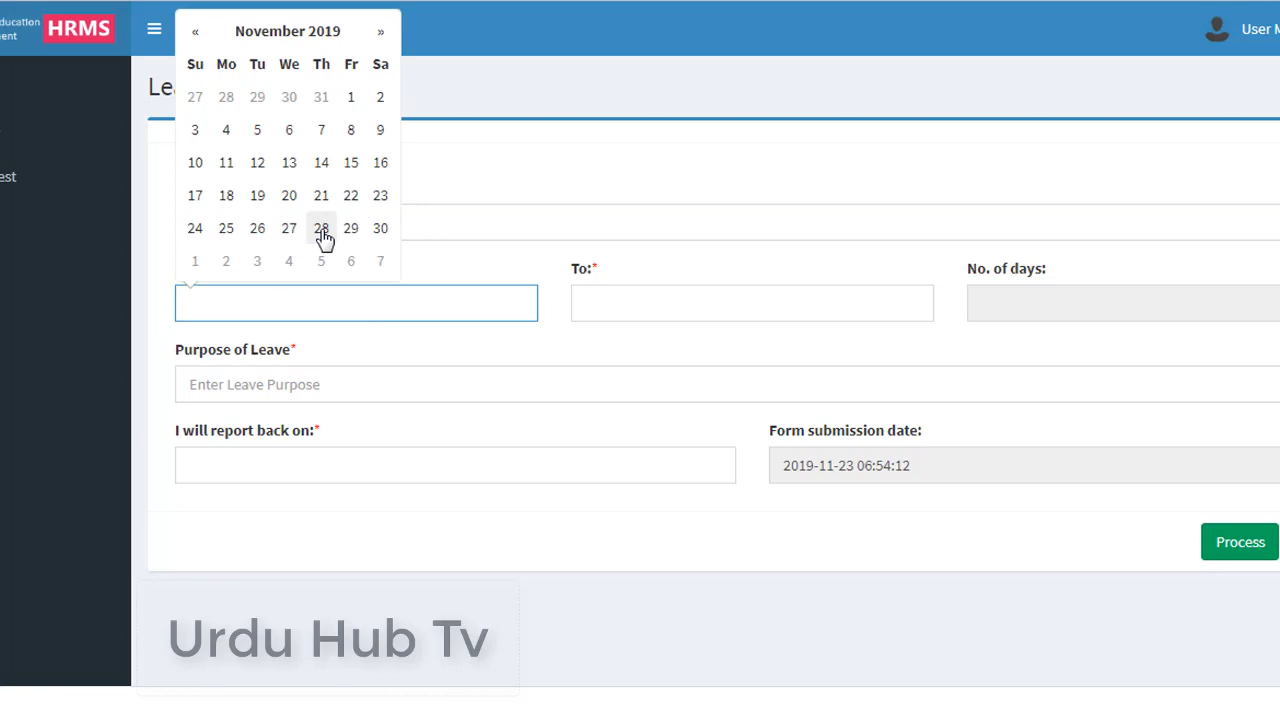 ducation
ment
HRMS
User M
« November 2019 »
Su Mo Tu We Th Fr Sa
27 28 29 30 31 1 2
3 4 5 6 7 8 9
10 11 12 13 14 15 16
17 18 19 20 21 22 23
24 25 26 27 28 29 30
1 2 3 4 5 6 7
Le
est
To:*
No. of days:
Purpose of Leave*
Enter Leave Purpose
I will report back on:*
Form submission date:
2019-11-23 06:54:12
Process
Urdu Hub Tv